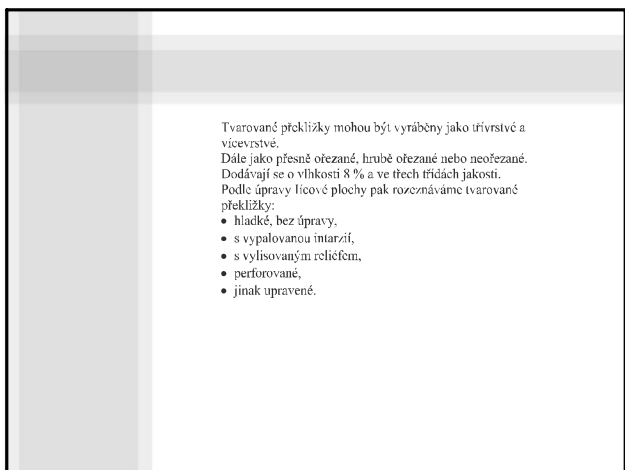 Tvarované překližky mohou být vyráběny jako třívrstvé a
vícevrstvé.
Dále jako přesně ořezané, hrubě ořezané nebo neořezané.
Dodávají se o vlhkosti 8 % a ve třech třídách jakosti.
Podle úpravy lícové plochy pak rozeznáváme tvarované
překližky:
• hladké, bez úpravy,
• s vypalovanou intarzií,
• s vylisovaným reliéfem,
• perforované,
• jinak upravené.